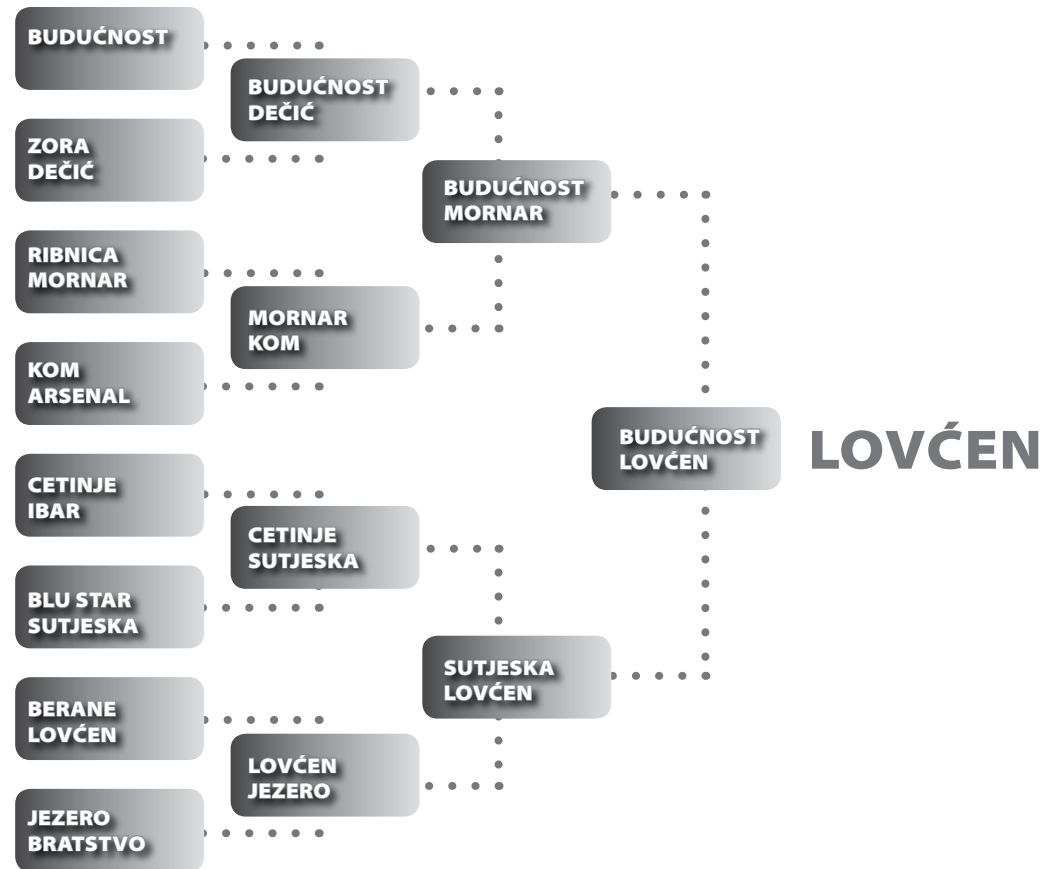 BUDUĆNOST
ZORA
DEČIĆ
RIBNICA
MORNAR
KOM
ARSENAL
CETINJE
IBAR
BLU STAR
SUTJESKA
BERANE
LOVĆEN
JEZERO
BRATSTVO
BUDUĆNOST
DEČIĆ
MORNAR
KOM
CETINJE
SUTJESKA
LOVĆEN
JEZERO
BUDUĆNOST
MORNAR
SUTJESKA
LOVĆEN
BUDUĆNOST
LOVĆEN
LOVĆEN